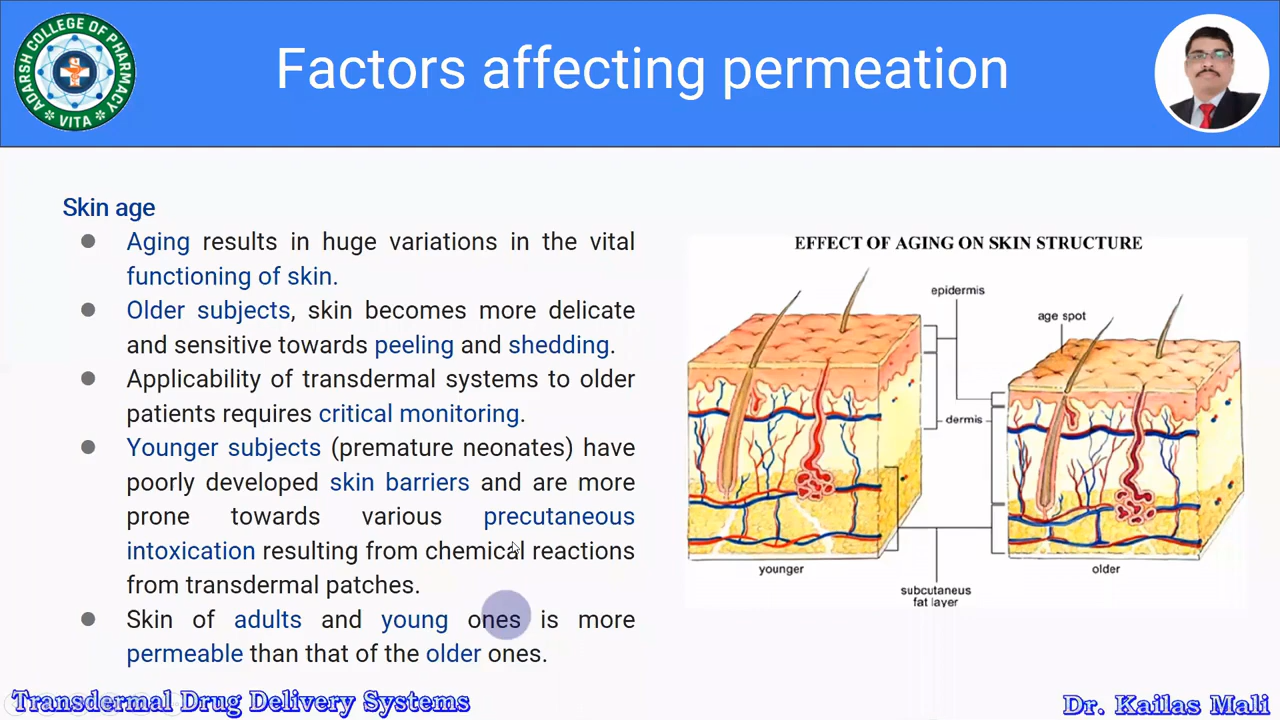 ADARSH COLLEGE OF PHARMACY
VITA
Factors affecting permeation
Skin age
Aging results in huge variations in the vital
functioning of skin.
Older subjects, skin becomes more delicate
and sensitive towards peeling and shedding.
Applicability of transdermal systems to older
patients requires critical monitoring.
Younger subjects (premature neonates) have
poorly developed skin barriers and are more
prone towards various precutaneous
intoxication resulting from chemical reactions
from transdermal patches.
Skin of adults and young ones is more
permeable than that of the older ones.
EFFECT OF AGING ON SKIN STRUCTURE
epidermis
age spot
dermis
younger
older
subcutaneus
fat layer
Transdermal Drug Delivery Systems
Dr. Kailas Mali